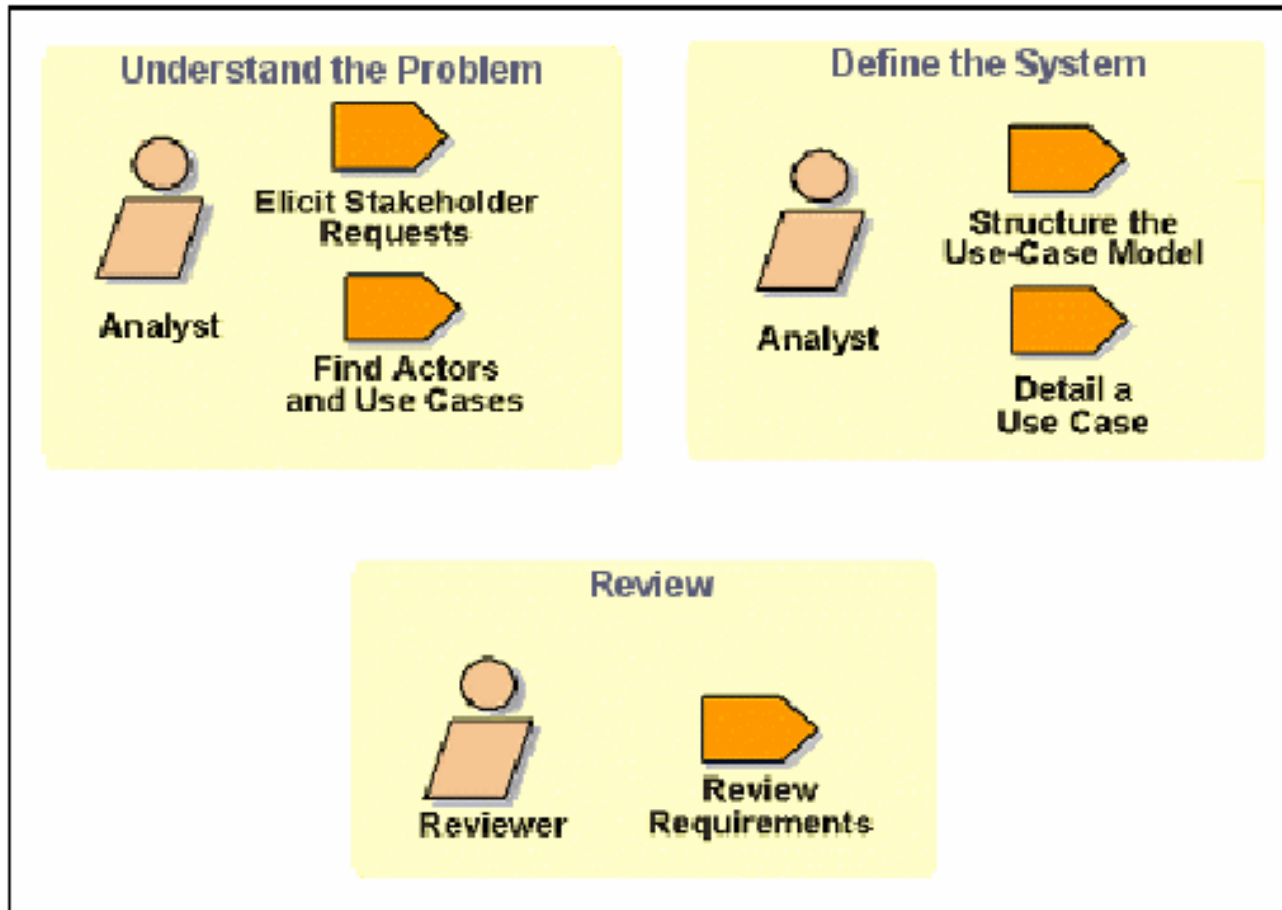 Understand the Problem
Elicit Stakeholder
Requests
Analyst
Find Actors
and Use Cases
Define the System
Structure the
Use-Case Model
Analyst
Detail a
Use Case
Review
Reviewer
Review
Requirements